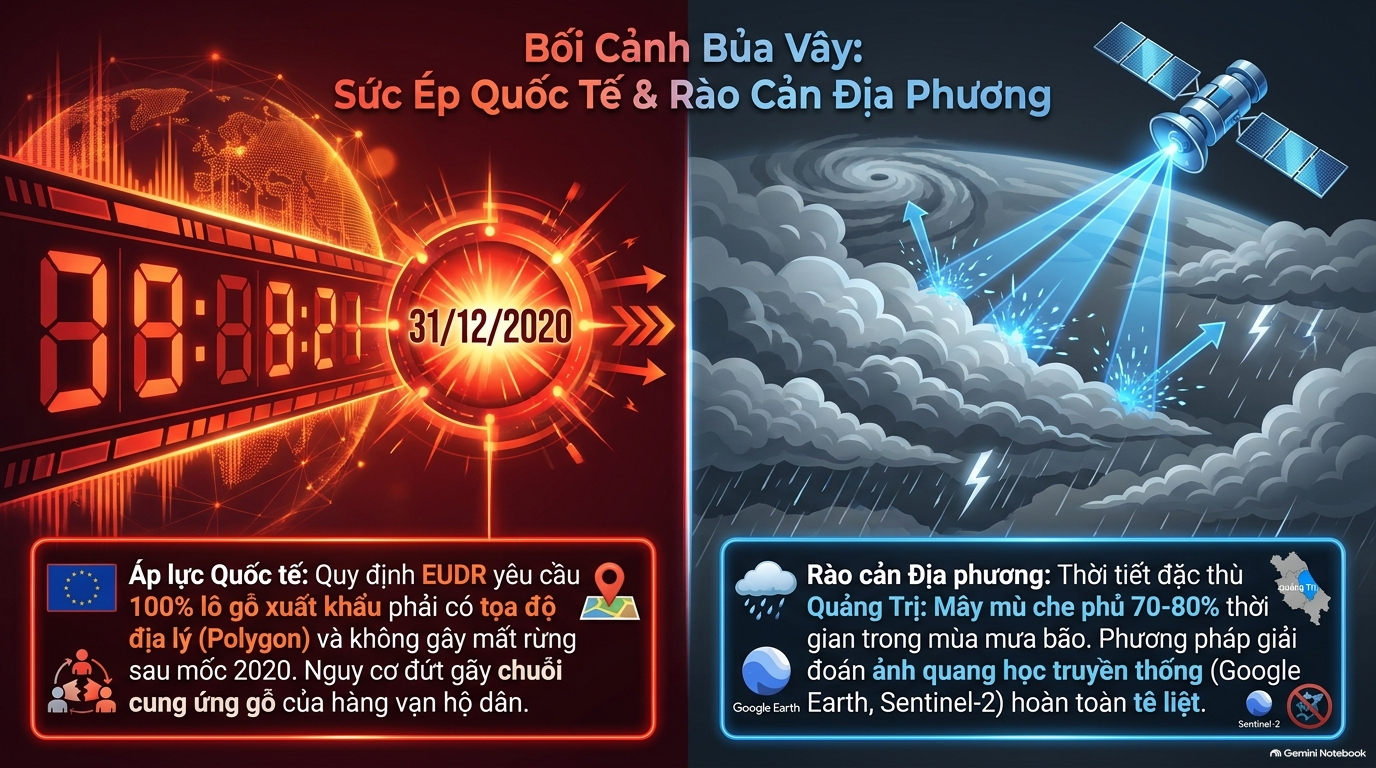 Bối Cảnh Bủa Vây:
Sức Ép Quốc Tế & Rào Cản Địa Phương
31/12/2020
Áp lực Quốc tế: Quy định EUDR yêu cầu
100% lô gỗ xuất khẩu phải có tọa độ
địa lý (Polygon) và không gây mất rừng
sau mốc 2020. Nguy cơ đứt gãy chuỗi
cung ứng gỗ của hàng vạn hộ dân.
Rào cản Địa phương: Thời tiết đặc thù
Quảng Trị: Mây mù che phủ 70-80% thời
gian trong mùa mưa bão. Phương pháp giải
đoán ảnh quang học truyền thống (Google
Earth, Sentinel-2) hoàn toàn tê liệt.
Quảng Trị
Google Earth
Sentinel-2
Gemini Notebook